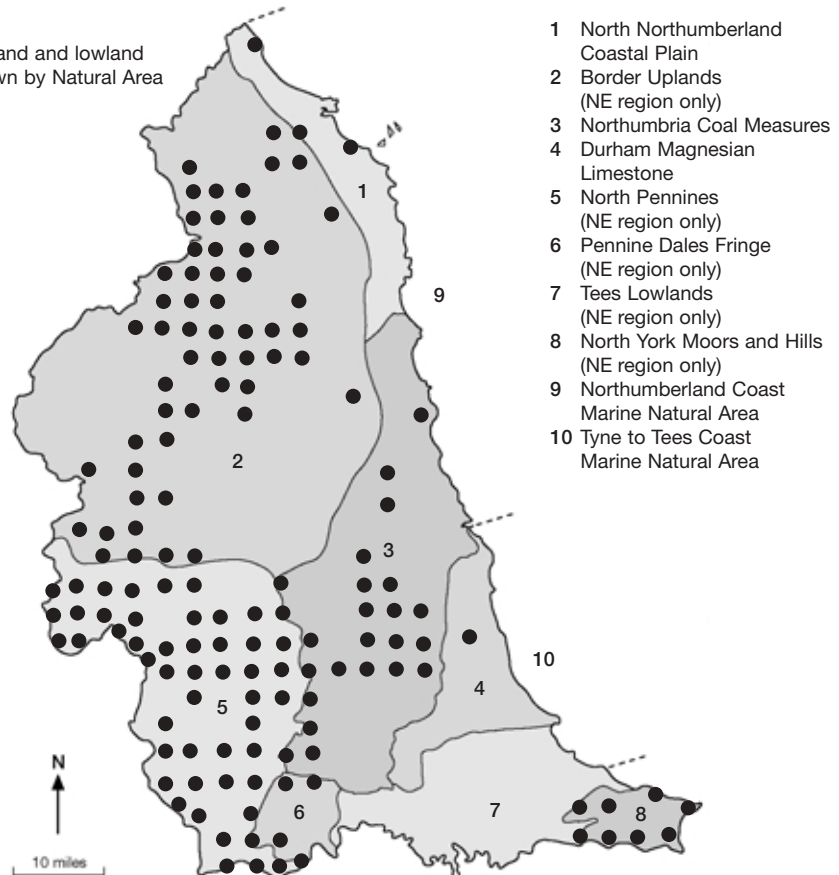 and and lowland
wn by Natural Area
1 North Northumberland
Coastal Plain
2 Border Uplands
(NE region only)
3 Northumbria Coal Measures
4 Durham Magnesian
Limestone
5 North Pennines
(NE region only)
6 Pennine Dales Fringe
(NE region only)
7 Tees Lowlands
(NE region only)
8 North York Moors and Hills
(NE region only)
9 Northumberland Coast
Marine Natural Area
10 Tyne to Tees Coast
Marine Natural Area
1
9
2
3
10
4
5
N
6
7
8
10 miles